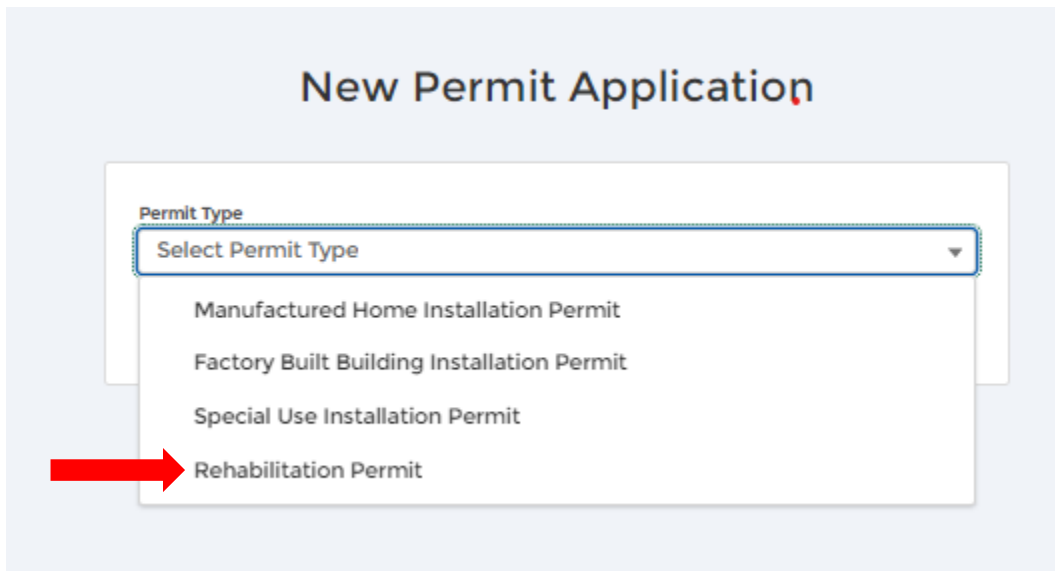 New Permit Application
Permit Type
Select Permit Type
Manufactured Home Installation Permit
Factory Built Building Installation Permit
Special Use Installation Permit
Rehabilitation Permit